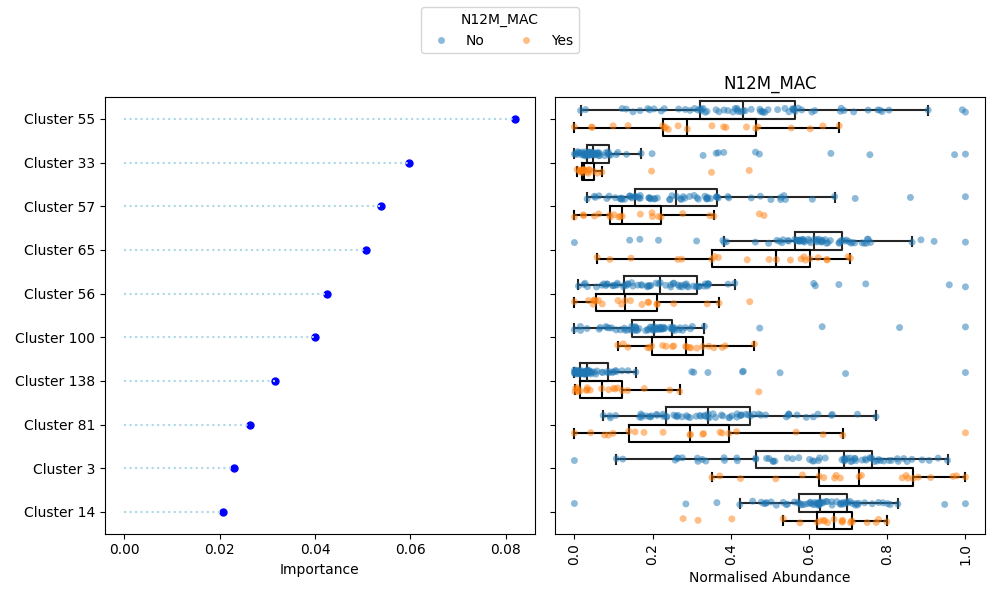 N12M_MAC
No Yes
N12M_MAC
Cluster 55
Cluster 33
Cluster 57
Cluster 65
Cluster 56
Cluster 100
Cluster 138
Cluster 81
Cluster 3
Cluster 14
0.00 0.02 0.04 0.06 0.08
Importance
0.0 0.2 0.4 0.6 0.8 1.0
Normalised Abundance